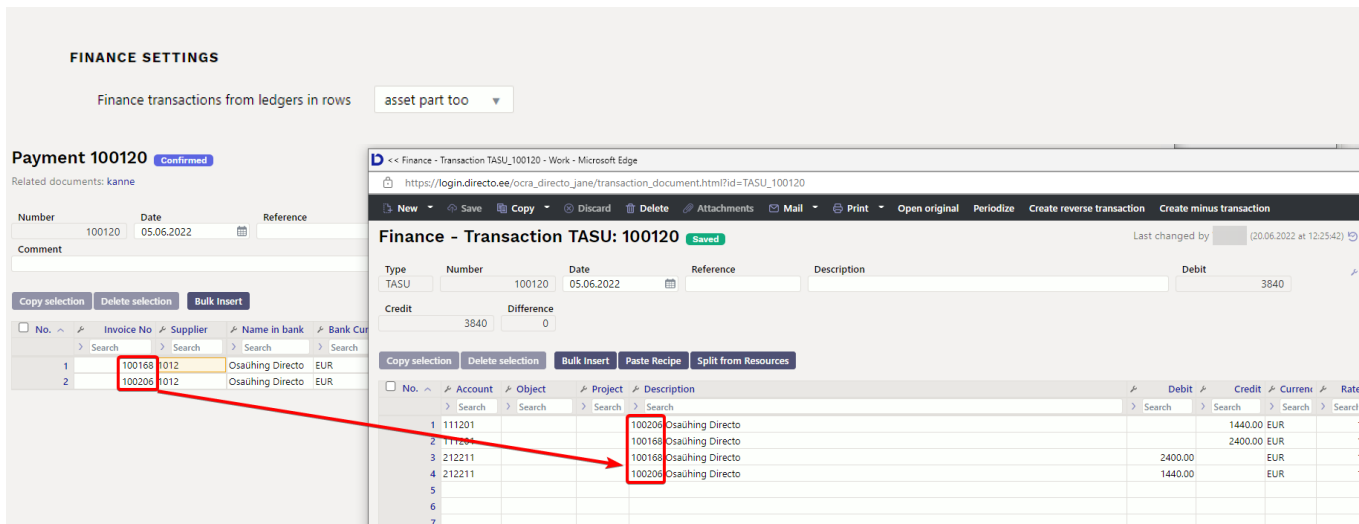 FINANCE SETTINGS
Finance transactions from ledgers in rows asset part too
Payment 100120 Confirmed
Related documents: kanne
Number Date Reference
100120 05.06.2022
Comment
Copy selection Delete selection Bulk Insert
No. Invoice No Supplier Name in bank Bank Cur
Search Search Search Search
1 100168 1012 Osaühing Directo EUR
2 100206 1012 Osaühing Directo EUR
<< Finance - Transaction TASU_100120 - Work - Microsoft Edge
https://login.directo.ee/ocra_directo_jane/transaction_document.html?id=TASU_100120
New Save Copy Discard Delete Attachments Mail Print Open original Periodize Create reverse transaction Create minus transaction
Finance - Transaction TASU: 100120 Saved
Last changed by (20.06.2022 at 12:25:42)
Type Number Date Reference Description Debit
TASU 100120 05.06.2022 3840
Credit Difference
3840 0
Copy selection Delete selection Bulk Insert Paste Recipe Split from Resources
No. Account Object Project Description Debit Credit Currenc Rate
Search Search Search Search Search Search Search Search
1 111201 100206 Osaühing Directo 1440.00 EUR
2 111201 100168 Osaühing Directo 2400.00 EUR
3 212211 100168 Osaühing Directo 2400.00 EUR
4 212211 100206 Osaühing Directo 1440.00 EUR
5
6
7